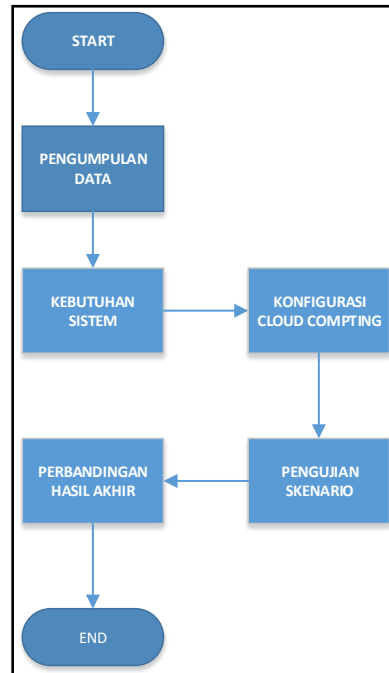 START
PENGUMPULAN
DATA
KEBUTUHAN
SISTEM
KONFIGURASI
CLOUD COMPTING
PENGUJIAN
SKENARIO
PERBANDINGAN
HASIL AKHIR
END